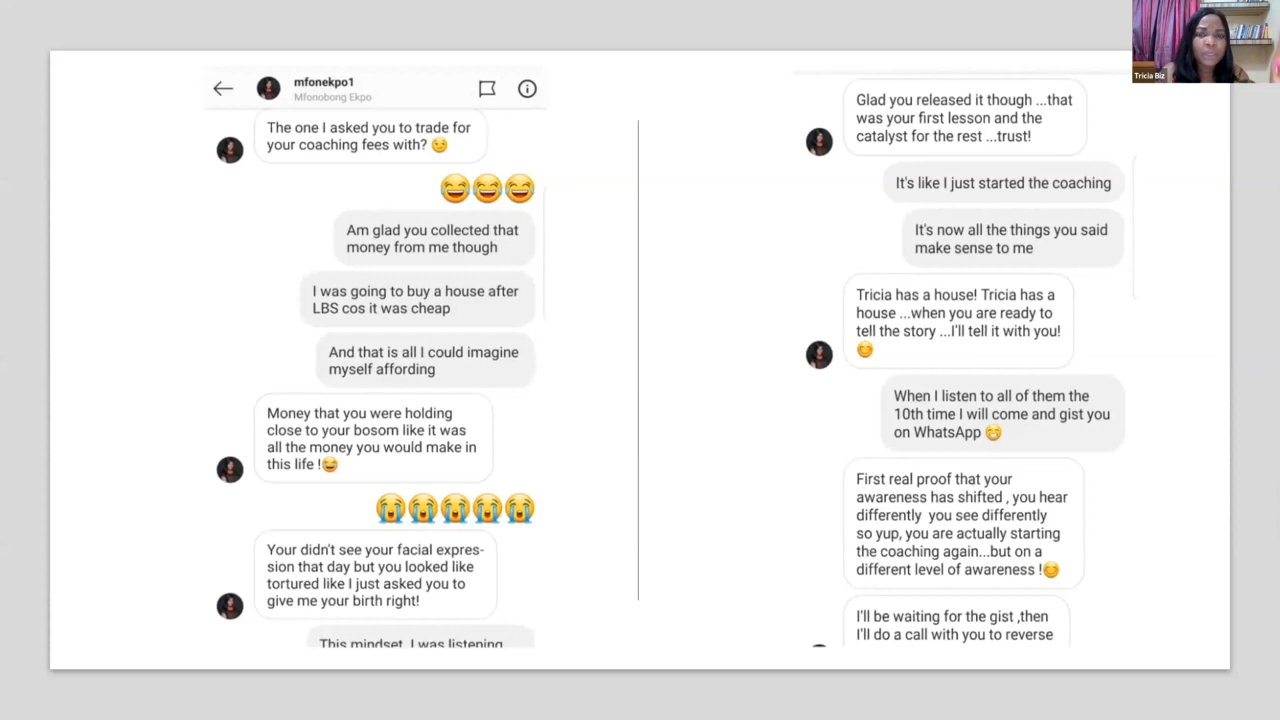 mfonekpo1
Mfonobong Ekpo
The one I asked you to trade for
your coaching fees with? 😏
😂😂😂
Am glad you collected that
money from me though
I was going to buy a house after
LBS cos it was cheap
And that is all I could imagine
myself affording
Money that you were holding
close to your bosom like it was
all the money you would make in
this life !😅
😭😭😭😭😭
Your didn't see your facial expres-
sion that day but you looked like
tortured like I just asked you to
give me your birth right!
This mindset, I was listening
Glad you released it though ...that
was your first lesson and the
catalyst for the rest ...trust!
It's like I just started the coaching
It's now all the things you said
make sense to me
Tricia has a house! Tricia has a
house ...when you are ready to
tell the story ...I'll tell it with you!
😊
When I listen to all of them the
10th time I will come and gist you
on WhatsApp 😁
First real proof that your
awareness has shifted , you hear
differently you see differently
so yup, you are actually starting
the coaching again...but on a
different level of awareness !😊
I'll be waiting for the gist ,then
I'll do a call with you to reverse
Tricia Biz